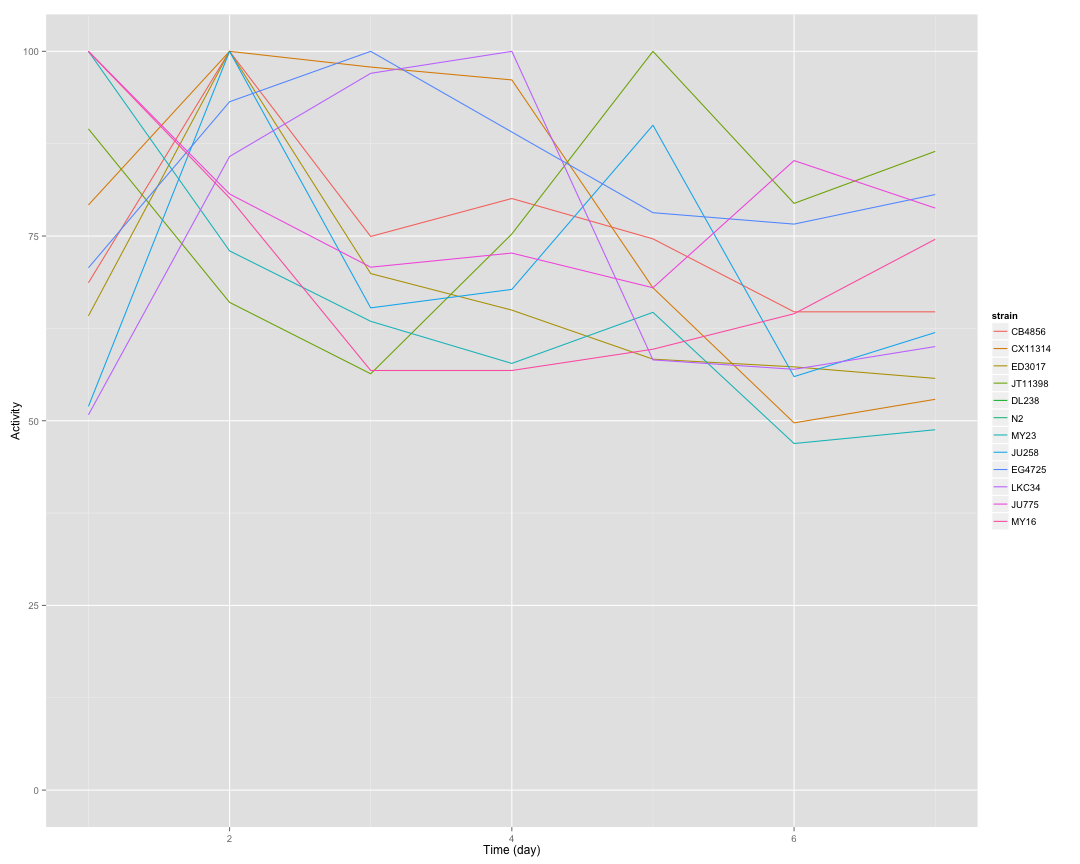 100
75
50
25
0
2
4
6
Time (day)
Activity
strain
CB4856
CX11314
ED3017
JT11398
DL238
N2
MY23
JU258
EG4725
LKC34
JU775
MY16